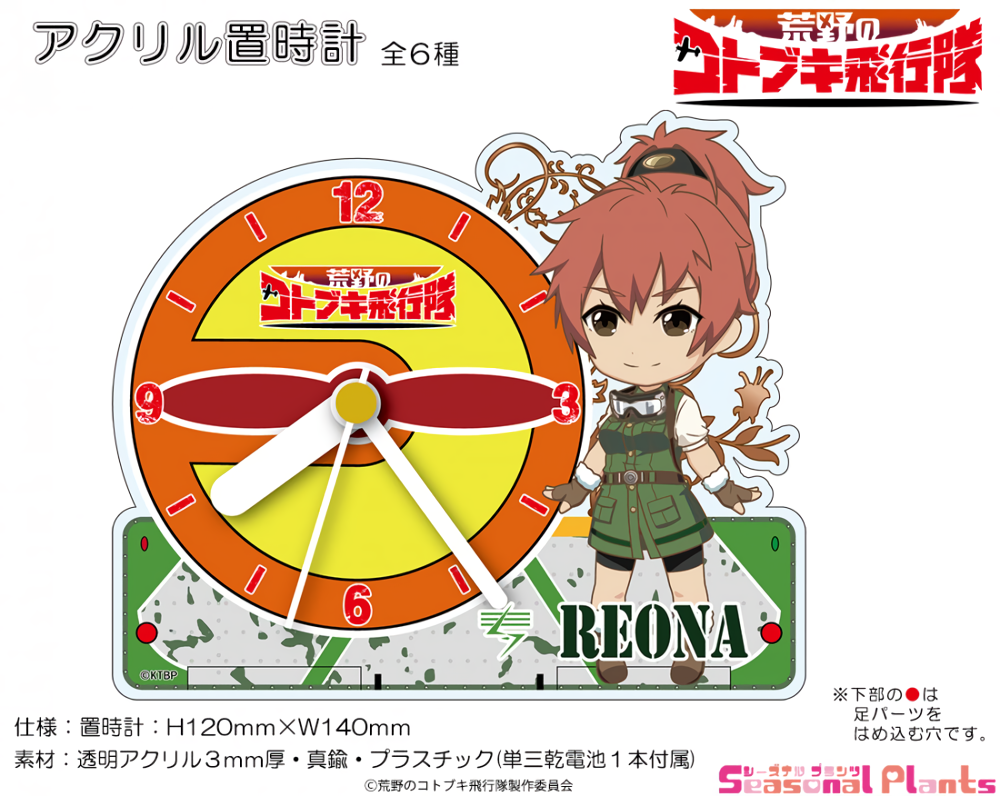 アクリル置時計 全6種
荒野の
コトブキ飛行隊
12
荒野の
コトブキ飛行隊
9
3
6
REONA
©KTBP
※下部の●は
足パーツを
はめ込む穴です。
仕様：置時計：H120mm×W140mm
素材：透明アクリル3mm厚・真鍮・プラスチック(単三乾電池1本付属)
©荒野のコトブキ飛行隊製作委員会
シーズナル プランツ
Seasonal Plants